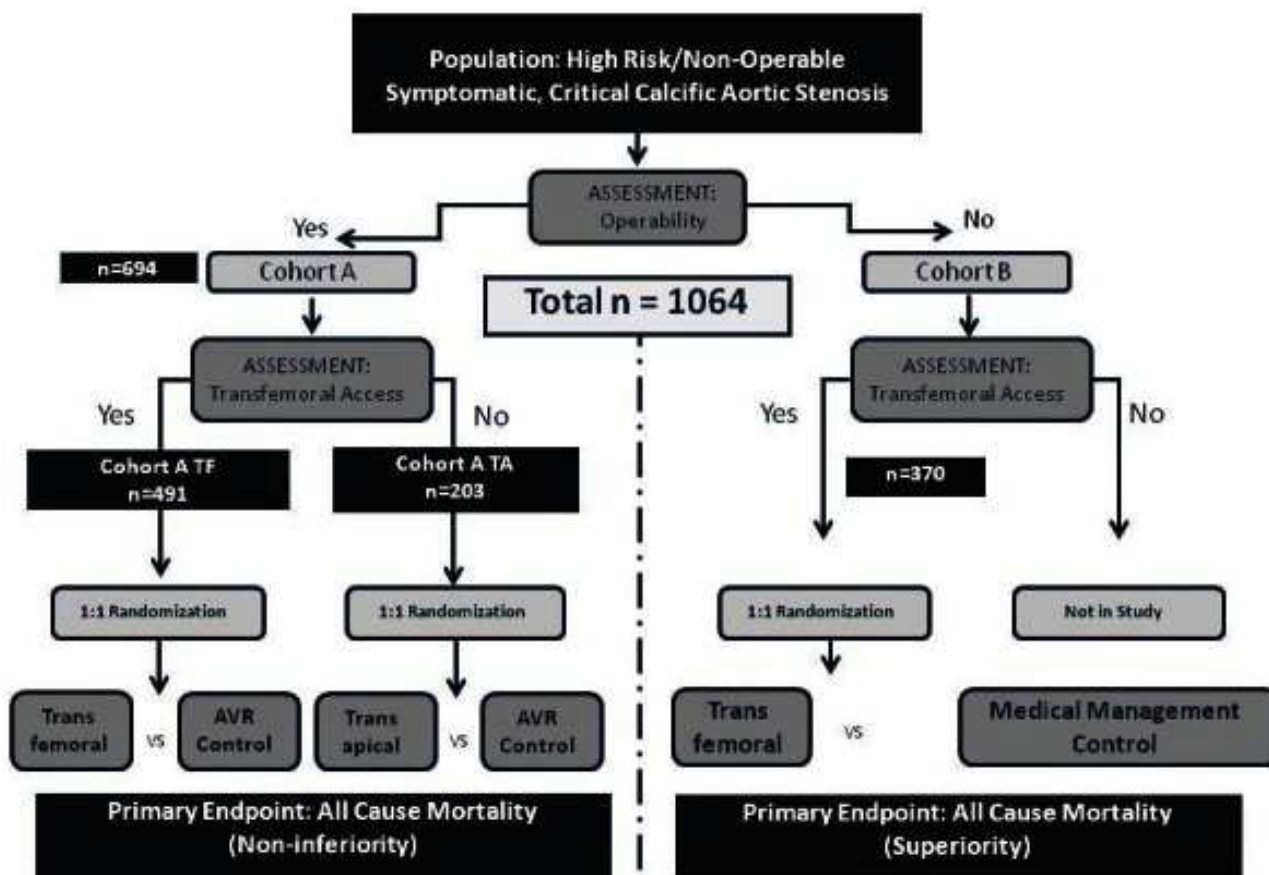 Population: High Risk/Non-Operable
Symptomatic, Critical Calcific Aortic Stenosis
ASSESSMENT:
Operability
Yes
No
n=694
Cohort A
Cohort B
Total n = 1064
ASSESSMENT:
Transfemoral Access
ASSESSMENT:
Transfemoral Access
Yes
No
Yes
No
Cohort A TF
n=491
Cohort A TA
n=203
n=370
1:1 Randomization
1:1 Randomization
1:1 Randomization
Not in Study
Trans
femoral
vs
AVR
Control
Trans
apical
vs
AVR
Control
Trans
femoral
vs
Medical Management
Control
Primary Endpoint: All Cause Mortality
(Non-inferiority)
Primary Endpoint: All Cause Mortality
(Superiority)